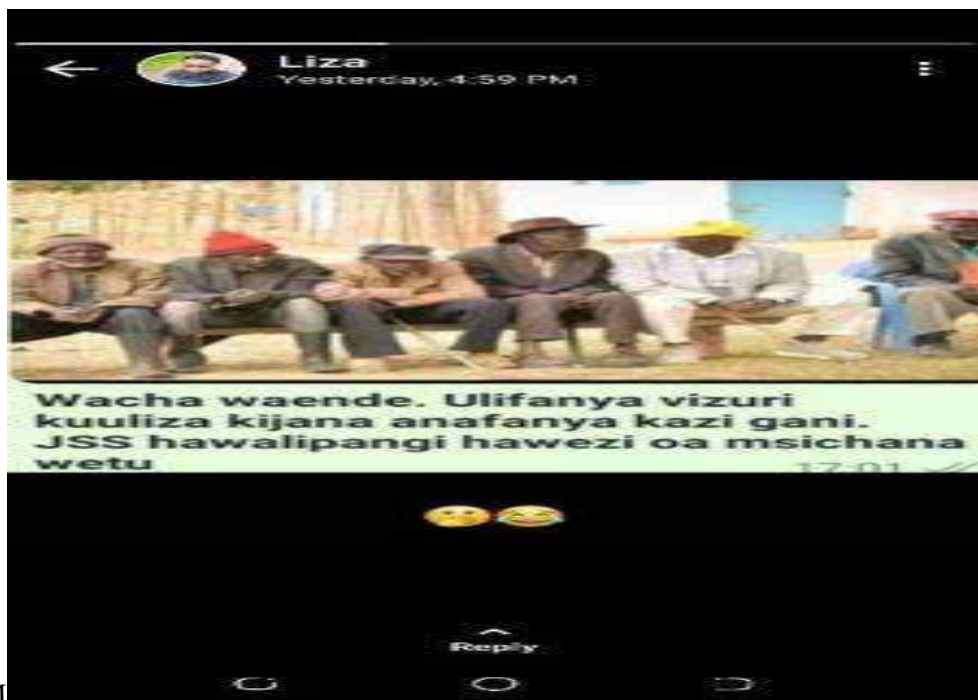 Liza
Yesterday, 4:59 PM
Wacha waende. Ulifanya vizuri
kuuliza kijana anafanya kazi gani.
JSS hawalipangi hawezi oa msichana
wetu
17:01
Reply